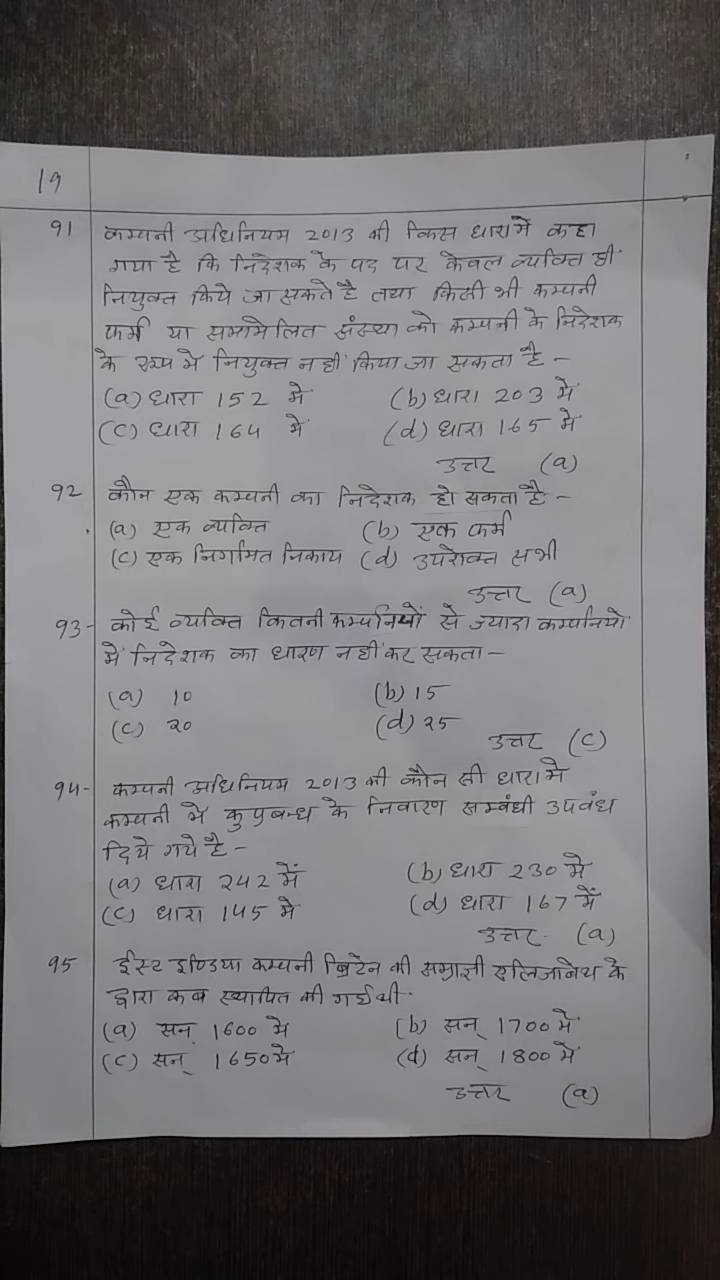 19
91 कम्पनी अधिनियम 2013 की किस धारा में कहा
गया है कि निदेशक के पद पर केवल व्यक्ति ही
नियुक्त किये जा सकते है तथा किसी भी कम्पनी
फर्म या समामेलित संस्था को कम्पनी के निदेशक
के रूप में नियुक्त नहीं किया जा सकता है -
(a) धारा 152 में (b) धारा 203 में
(c) धारा 164 में (d) धारा 165 में
उत्तर (a)
92 कौन एक कम्पनी का निदेशक हो सकता है -
(a) एक व्यक्ति (b) एक फर्म
(c) एक निर्गमित निकाय (d) उपरोक्त सभी
उत्तर (a)
93- कोई व्यक्ति कितनी कम्पनियों से ज्यादा कम्पनियों
में निदेशक का धारण नहीं कर सकता -
(a) 10 (b) 15
(c) 20 (d) 25
उत्तर (c)
94- कम्पनी अधिनियम 2013 की कौन सी धारा में
कम्पनी में कुप्रबन्ध के निवारण सम्बंधी उपबंध
दिये गये है -
(a) धारा 242 में (b) धारा 230 में
(c) धारा 145 में (d) धारा 167 में
उत्तर - (a)
95 ईस्ट इण्डिया कम्पनी ब्रिटेन की सम्राज्ञी एलिजाबेथ के
द्वारा कब स्थापित की गई थी -
(a) सन् 1600 में (b) सन् 1700 में
(c) सन् 1650 में (d) सन् 1800 में
उत्तर (a)